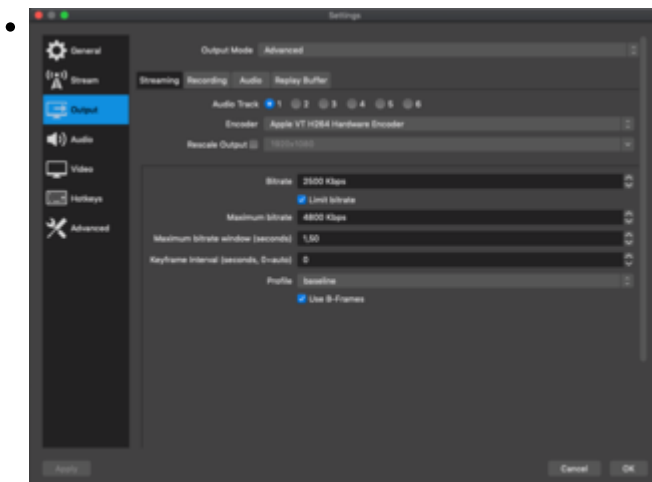 Settings
General
Output Mode Advanced
Stream
Streaming Recording Audio Replay Buffer
Output
Audio Track 1 2 3 4 5 6
Encoder Apple VT H264 Hardware Encoder
Audio
Rescale Output
Video
Bitrate 2500 Kbps
Limit bitrate
Hotkeys
Maximum bitrate 4800 Kbps
Advanced
Maximum bitrate window (seconds) 1,50
Keyframe Interval (seconds, 0=auto) 0
Profile baseline
Use B-Frames
Apply
Cancel OK